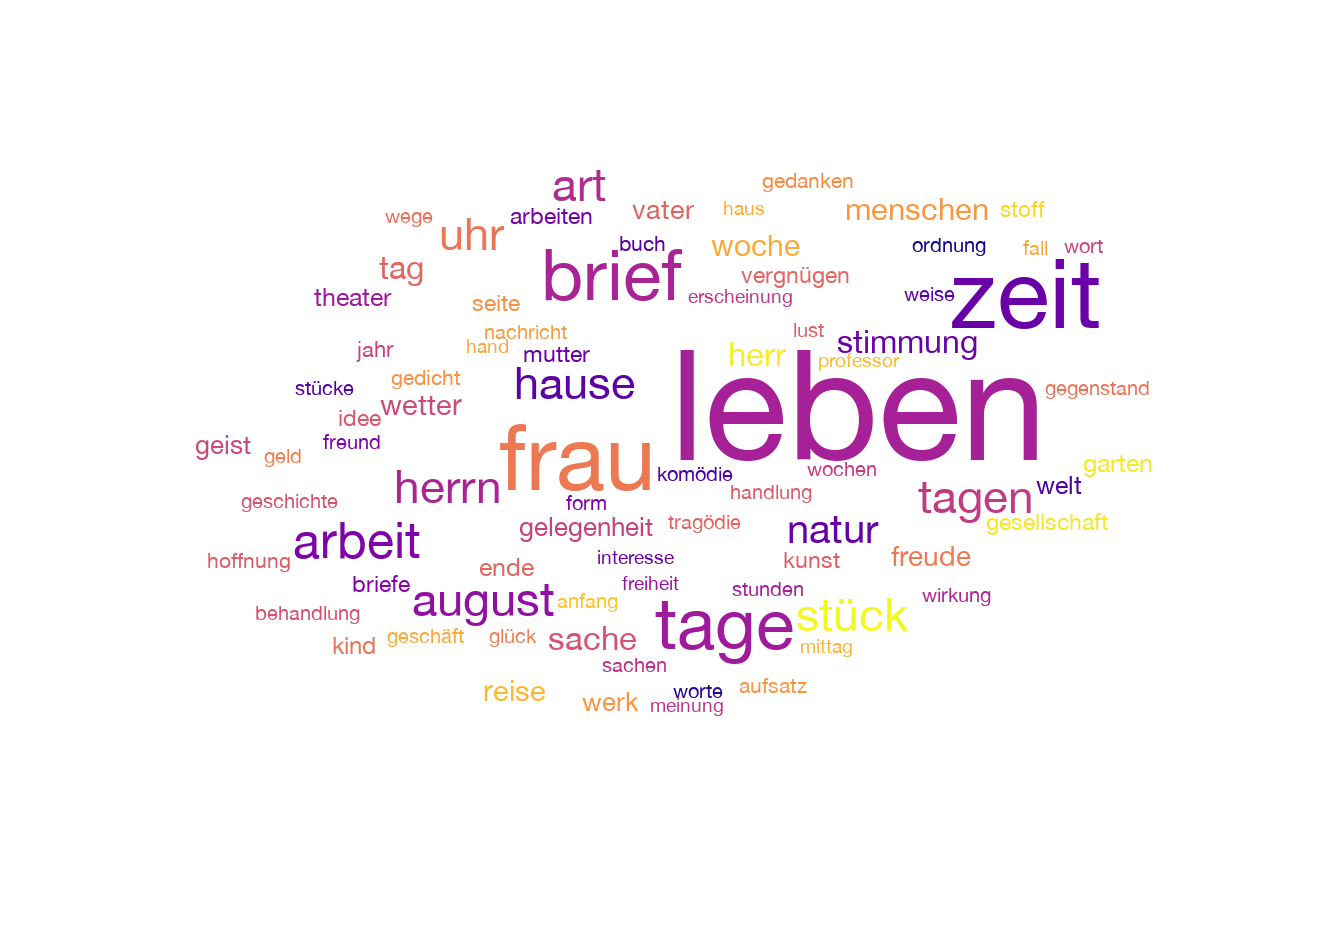 gedanken
art
wege
arbeiten
vater
haus
menschen
stoff
uhr
buch
woche
ordnung
fall
wort
tag
brief
vergnügen
zeit
theater
seite
erscheinung
weise
nachricht
lust
jahr
hand
mutter
herr
stimmung
professor
stücke
gedicht
hause
leben
gegenstand
idee
wetter
geist
freund
geld
frau
komödie
wochen
garten
geschichte
herrn
form
handlung
tagen
welt
arbeit
gelegenheit
tragödie
natur
gesellschaft
hoffnung
ende
interesse
kunst
freude
briefe
august
anfang
freiheit
stunden
wirkung
behandlung
tage
stück
kind
geschäft
glück
sache
mittag
sachen
reise
werk
worte
aufsatz
meinung